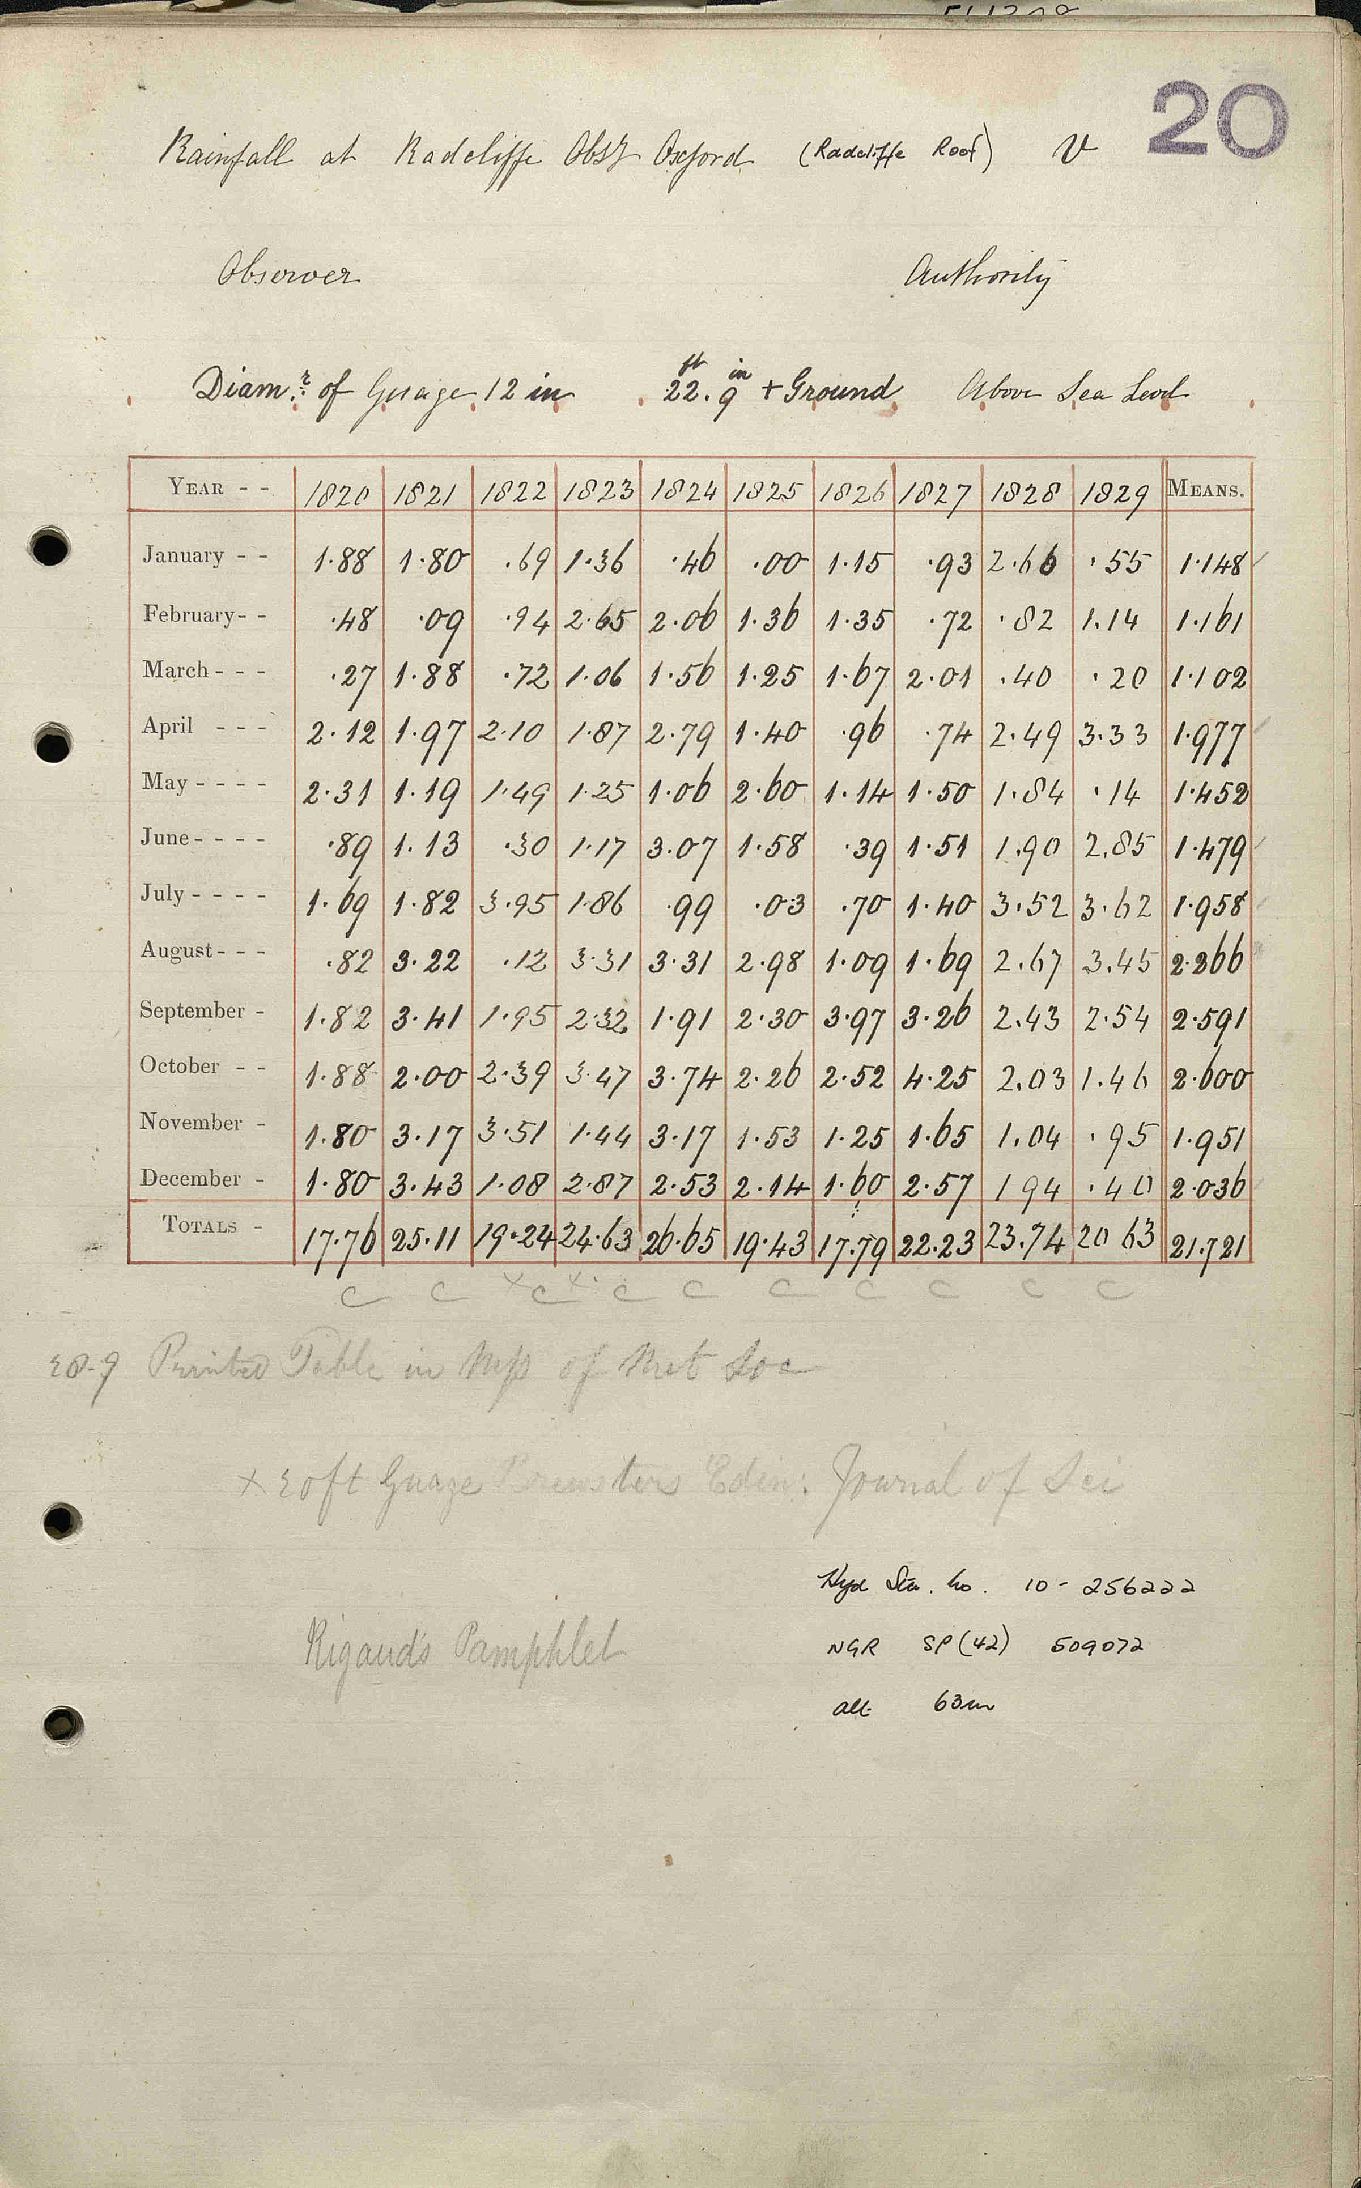 20
Rainfall at Radcliffe Obsy Oxford (Radcliffe Roof) V
Observer Authority
Diamr. of Guage 12 in 22.ft 9in + Ground Above Sea Level
YEAR - - 1820 1821 1822 1823 1824 1825 1826 1827 1828 1829 MEANS.
January - - 1.88 1.80 .69 1.36 .46 .00 1.15 .93 2.66 .55 1.148
February - - .48 .09 .94 2.65 2.06 1.36 1.35 .72 .82 1.14 1.161
March - - - .27 1.88 .72 1.06 1.56 1.25 1.67 2.01 .40 .20 1.102
April - - - 2.12 1.97 2.10 1.87 2.79 1.40 .96 .74 2.49 3.33 1.977
May - - - - 2.31 1.19 1.49 1.25 1.06 2.60 1.14 1.50 1.84 .14 1.452
June - - - - .89 1.13 .30 1.17 3.07 1.58 .39 1.51 1.90 2.85 1.479
July - - - - 1.69 1.82 3.95 1.86 .99 .03 .70 1.40 3.52 3.62 1.958
August - - - .82 3.22 .12 3.31 3.31 2.98 1.09 1.69 2.67 3.45 2.266
September - 1.82 3.41 1.95 2.32 1.91 2.30 3.97 3.26 2.43 2.54 2.591
October - - 1.88 2.00 2.39 3.47 3.74 2.26 2.52 4.25 2.03 1.46 2.600
November - 1.80 3.17 3.51 1.44 3.17 1.53 1.25 1.65 1.04 .95 1.951
December - 1.80 3.43 1.08 2.87 2.53 2.14 1.60 2.57 1 94 .40 2.036
TOTALS - 17.76 25.11 19.24 24.63 26.65 19.43 17.79 22.23 23.74 20 63 21.721
C C × C × C C C C C C C
28-9 Printed Table in Mss of Met Soc
× 20ft Guage Brewsters Edin: Journal of Sci
Hyd Sta. No. 10 - 256222
Rigauds Pamphlet
NGR SP (42) 509072
alt 63m